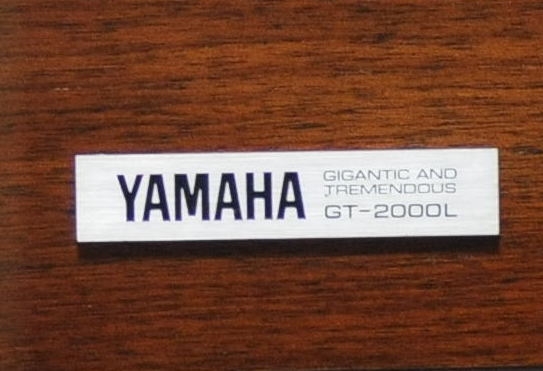 YAMAHA
GIGANTIC AND
TREMENDOUS
GT-2000L